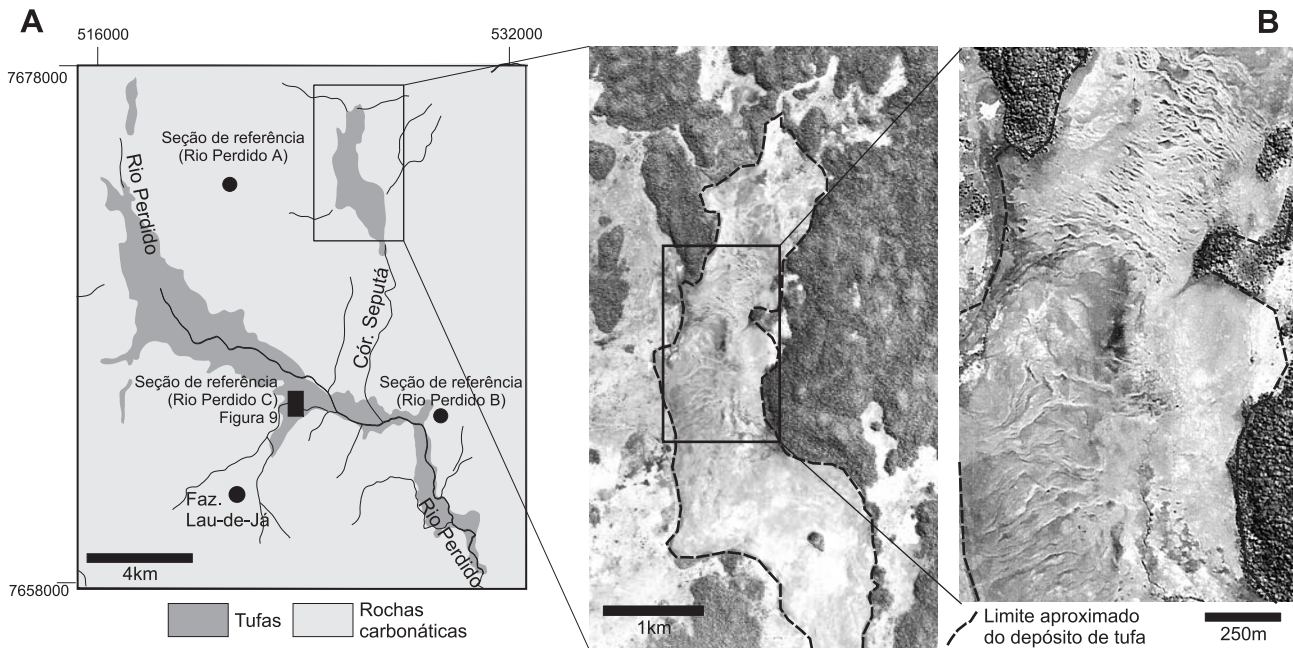 A
B
516000
532000
7678000
7658000
Seção de referência
(Rio Perdido A)
Rio Perdido
Cór. Seputá
Seção de referência
(Rio Perdido C)
Figura 9
Seção de referência
(Rio Perdido B)
Faz.
Lau-de-Já
Rio Perdido
4km
Tufas
Rochas
carbonáticas
1km
Limite aproximado
do depósito de tufa
250m